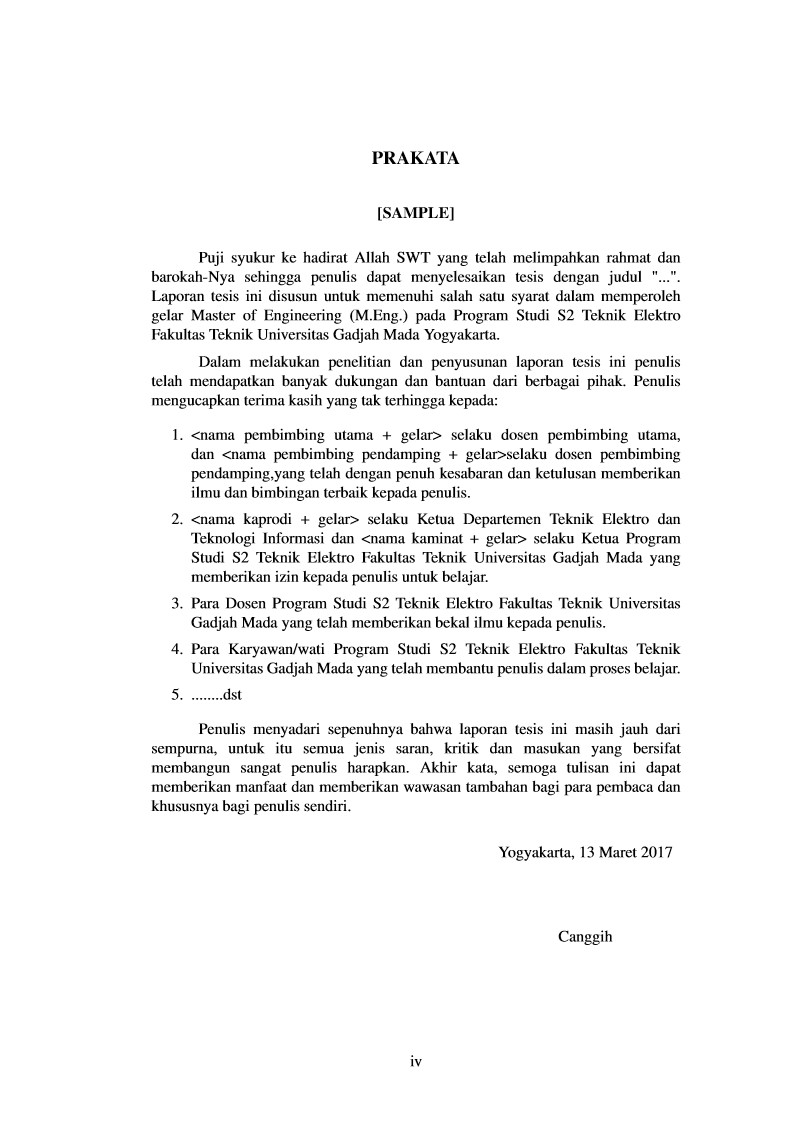 PRAKATA
[SAMPLE]
Puji syukur ke hadirat Allah SWT yang telah melimpahkan rahmat dan
barokah-Nya sehingga penulis dapat menyelesaikan tesis dengan judul "...".
Laporan tesis ini disusun untuk memenuhi salah satu syarat dalam memperoleh
gelar Master of Engineering (M.Eng.) pada Program Studi S2 Teknik Elektro
Fakultas Teknik Universitas Gadjah Mada Yogyakarta.
Dalam melakukan penelitian dan penyusunan laporan tesis ini penulis
telah mendapatkan banyak dukungan dan bantuan dari berbagai pihak. Penulis
mengucapkan terima kasih yang tak terhingga kepada:
1. <nama pembimbing utama + gelar> selaku dosen pembimbing utama,
dan <nama pembimbing pendamping + gelar>selaku dosen pembimbing
pendamping,yang telah dengan penuh kesabaran dan ketulusan memberikan
ilmu dan bimbingan terbaik kepada penulis.
2. <nama kaprodi + gelar> selaku Ketua Departemen Teknik Elektro dan
Teknologi Informasi dan <nama kaminat + gelar> selaku Ketua Program
Studi S2 Teknik Elektro Fakultas Teknik Universitas Gadjah Mada yang
memberikan izin kepada penulis untuk belajar.
3. Para Dosen Program Studi S2 Teknik Elektro Fakultas Teknik Universitas
Gadjah Mada yang telah memberikan bekal ilmu kepada penulis.
4. Para Karyawan/wati Program Studi S2 Teknik Elektro Fakultas Teknik
Universitas Gadjah Mada yang telah membantu penulis dalam proses belajar.
5. ........dst
Penulis menyadari sepenuhnya bahwa laporan tesis ini masih jauh dari
sempurna, untuk itu semua jenis saran, kritik dan masukan yang bersifat
membangun sangat penulis harapkan. Akhir kata, semoga tulisan ini dapat
memberikan manfaat dan memberikan wawasan tambahan bagi para pembaca dan
khususnya bagi penulis sendiri.
Yogyakarta, 13 Maret 2017
Canggih
iv